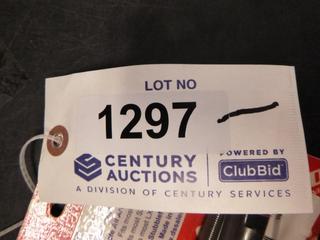 LOT NO
1297
CENTURY AUCTIONS
POWERED BY
ClubBid
A DIVISION OF CENTURY SERVICES